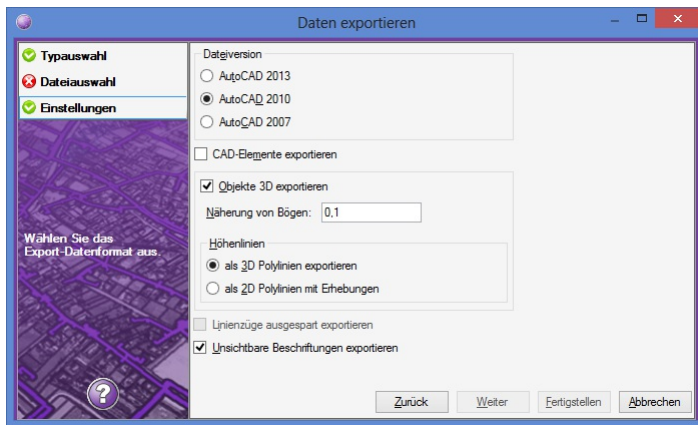 Daten exportieren
Typauswahl
Dateiauswahl
Einstellungen
Wählen Sie das
Export-Datenformat aus.
?
Dateiversion
AutoCAD 2013
AutoCAD 2010
AutoCAD 2007
CAD-Elemente exportieren
Objekte 3D exportieren
Näherung von Bögen: 0,1
Höhenlinien
als 3D Polylinien exportieren
als 2D Polylinien mit Erhebungen
Linienzüge ausgespart exportieren
Unsichtbare Beschriftungen exportieren
Zurück Weiter Fertigstellen Abbrechen